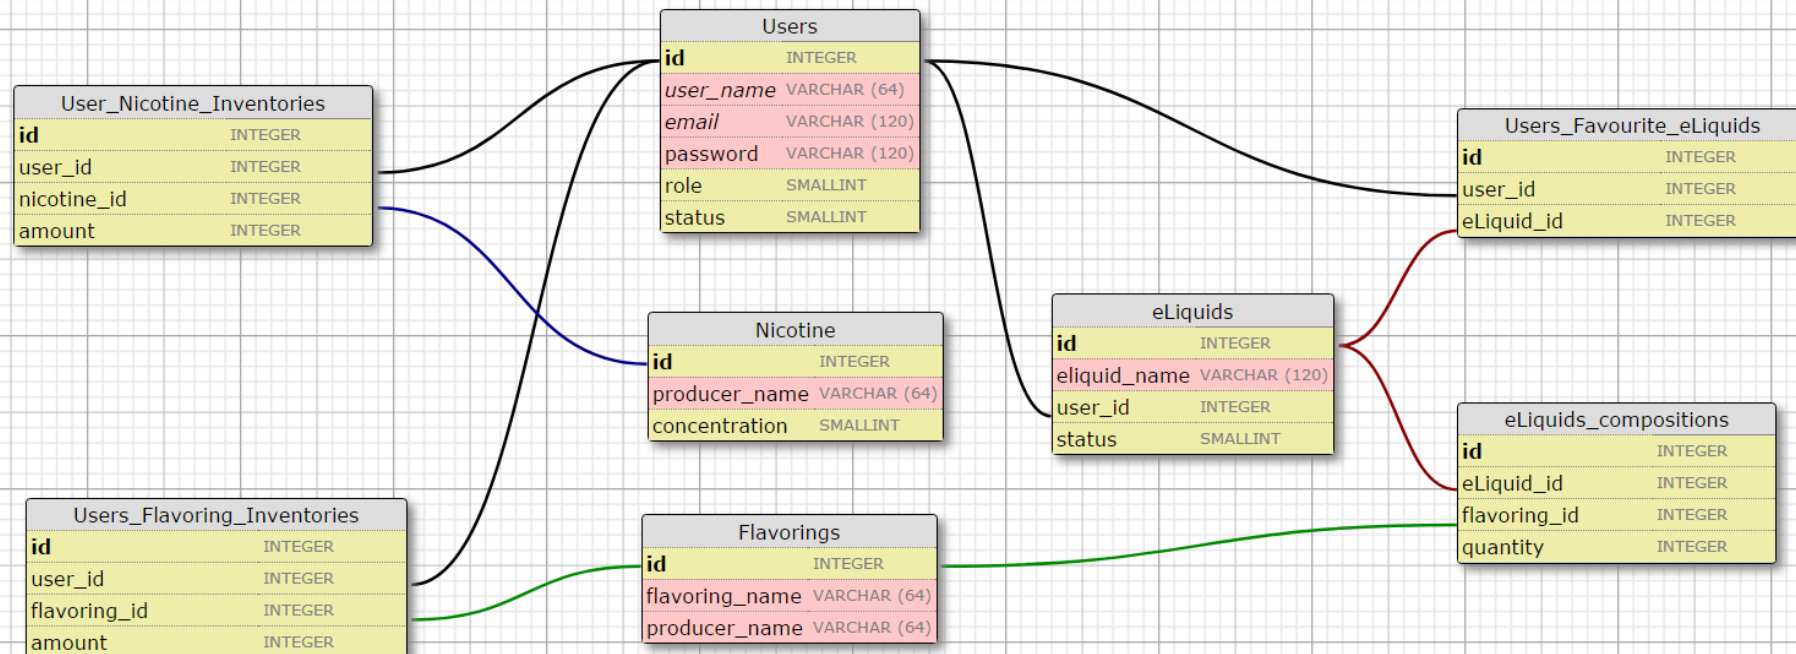 Users
id INTEGER
user_name VARCHAR (64)
email VARCHAR (120)
password VARCHAR (120)
role SMALLINT
status SMALLINT
User_Nicotine_Inventories
id INTEGER
user_id INTEGER
nicotine_id INTEGER
amount INTEGER
Users_Favourite_eLiquids
id INTEGER
user_id INTEGER
eLiquid_id INTEGER
Nicotine
id INTEGER
producer_name VARCHAR (64)
concentration SMALLINT
eLiquids
id INTEGER
eliquid_name VARCHAR (120)
user_id INTEGER
status SMALLINT
eLiquids_compositions
id INTEGER
eLiquid_id INTEGER
flavoring_id INTEGER
quantity INTEGER
Users_Flavoring_Inventories
id INTEGER
user_id INTEGER
flavoring_id INTEGER
amount INTEGER
Flavorings
id INTEGER
flavoring_name VARCHAR (64)
producer_name VARCHAR (64)